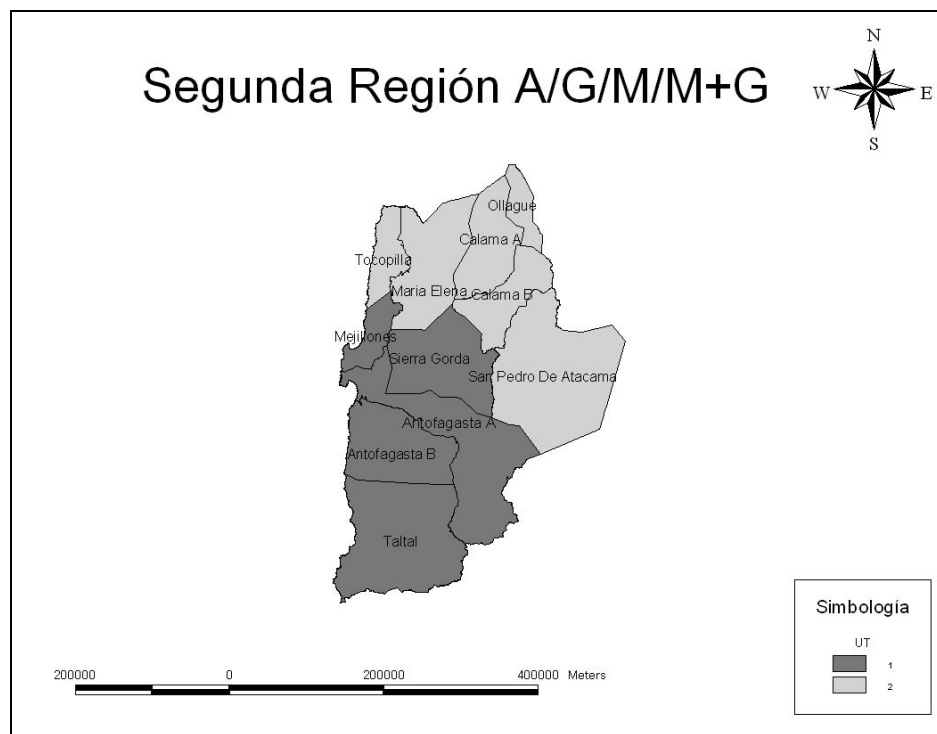 Segunda Región A/G/M/M+G
N
W E
S
Ollague
Calama A
Tocopilla
Maria Elena
Calama B
Mejillones
Sierra Gorda
San Pedro De Atacama
Antofagasta A
Antofagasta B
Taltal
Simbología
UT
1
2
200000 0 200000 400000 Meters